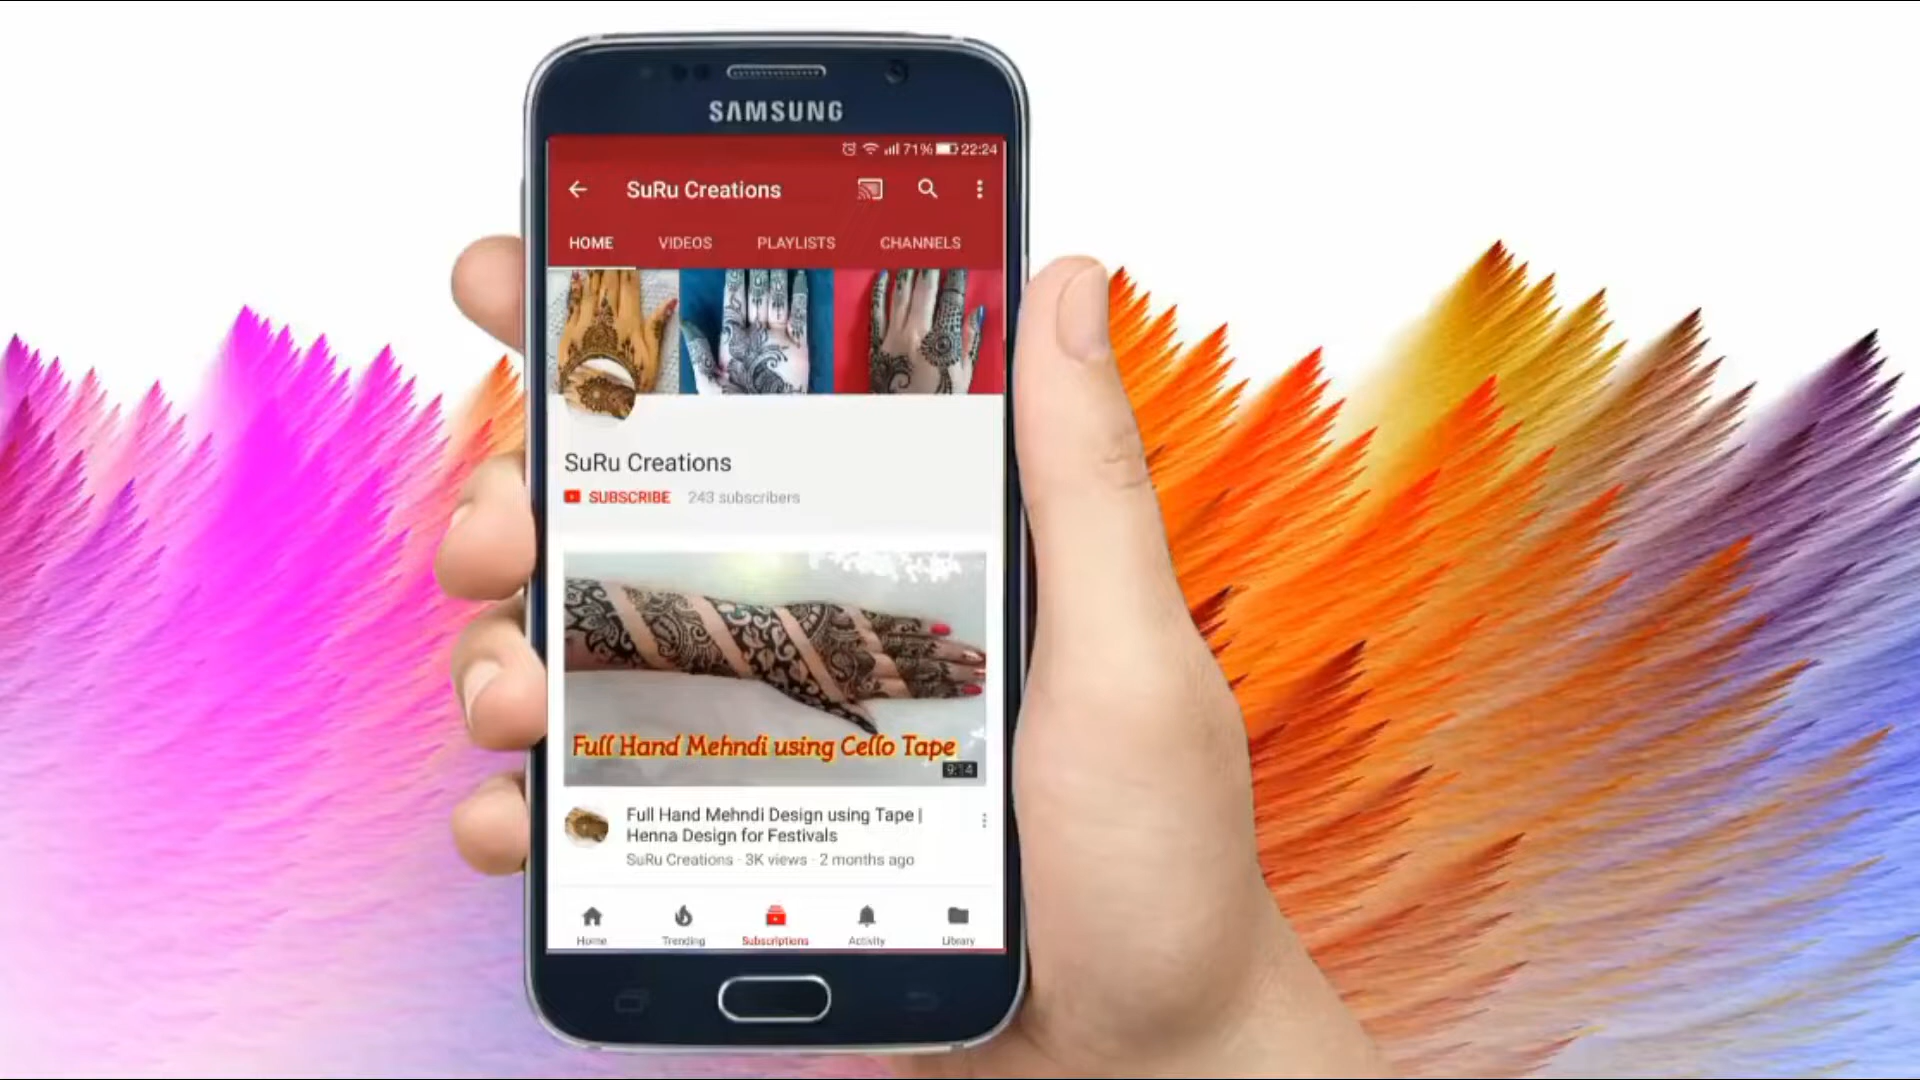 SAMSUNG
71% 22:24
SuRu Creations
HOME VIDEOS PLAYLISTS CHANNELS
SuRu Creations
SUBSCRIBE 243 subscribers
Full Hand Mehndi using Cello Tape
9:14
Full Hand Mehndi Design using Tape |
Henna Design for Festivals
SuRu Creations · 3K views · 2 months ago
Home Trending Subscriptions Activity Library